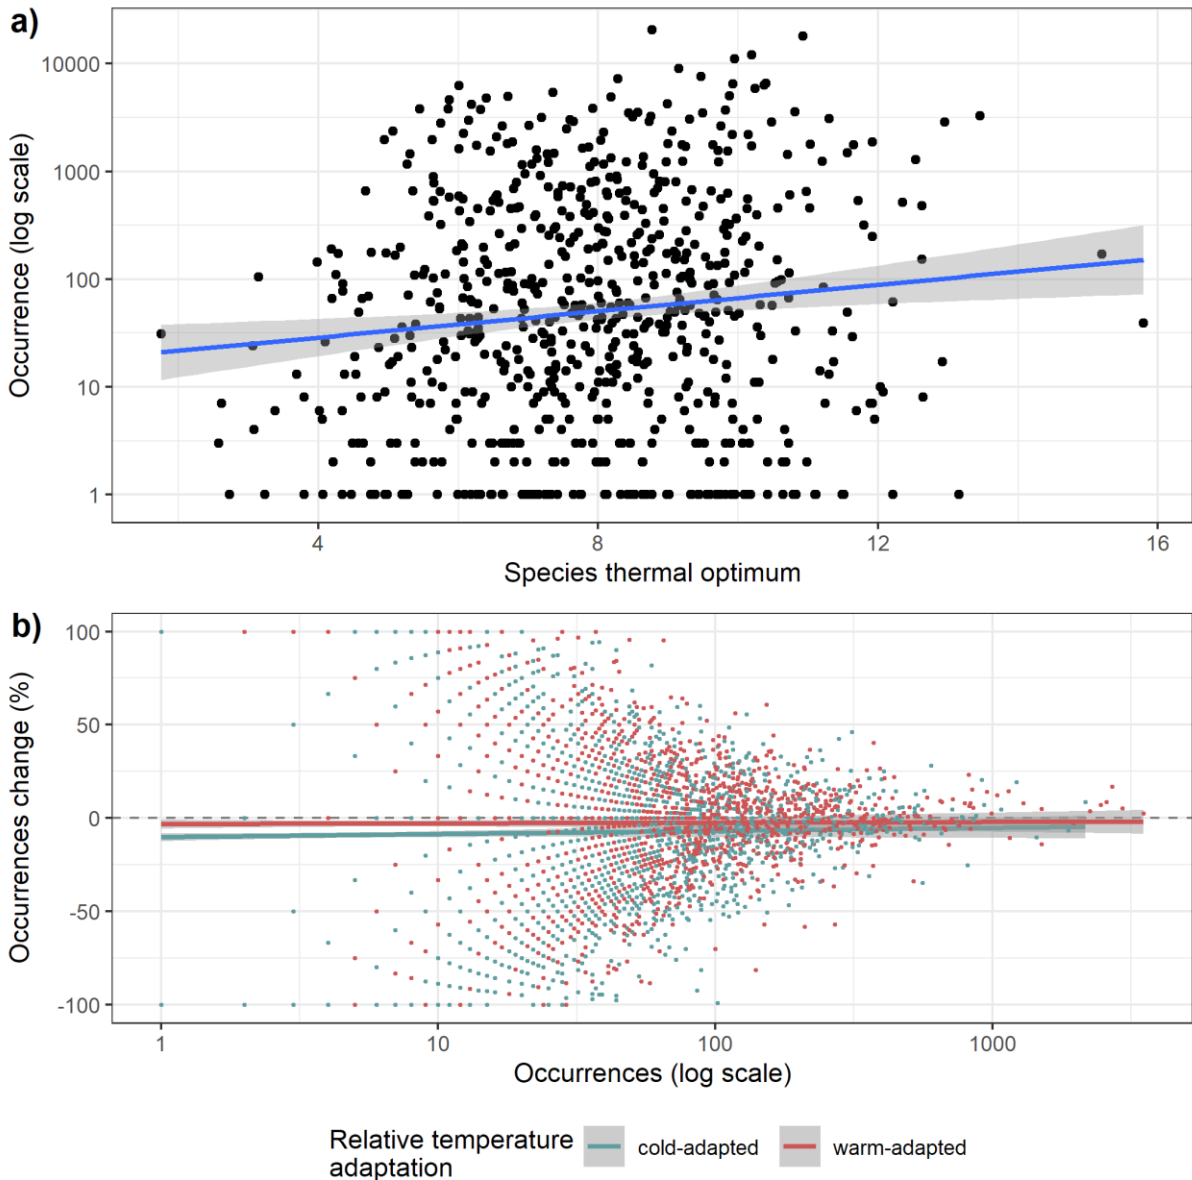 a)
10000
1000
100
10
1
Occurrence (log scale)
4 8 12 16
Species thermal optimum
b)
100
50
0
-50
-100
Occurrences change (%)
1 10 100 1000
Occurrences (log scale)
Relative temperature
adaptation
cold-adapted
warm-adapted